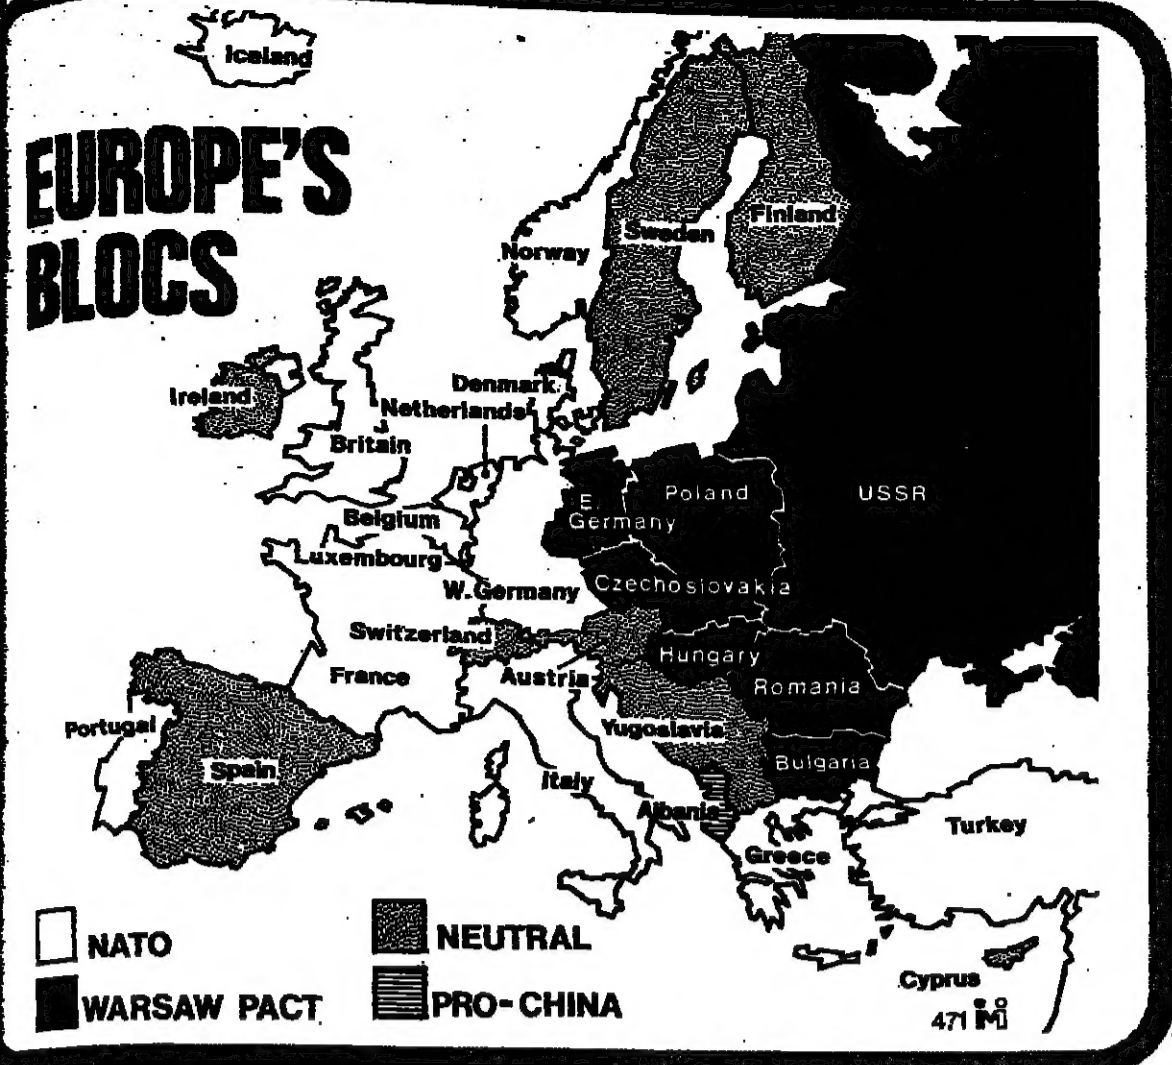 Iceland
EUROPE'S
BLOCS
Norway
Sweden
Finland
Ireland
Denmark
Netherlands
Britain
E.
Germany
Poland
USSR
Belgium
Luxembourg
W. Germany
Czechoslovakia
Switzerland
Hungary
France
Austria
Romania
Portugal
Yugoslavia
Spain
Bulgaria
Italy
Albania
Greece
Turkey
NATO
NEUTRAL
Cyprus
WARSAW PACT
PRO-CHINA
471